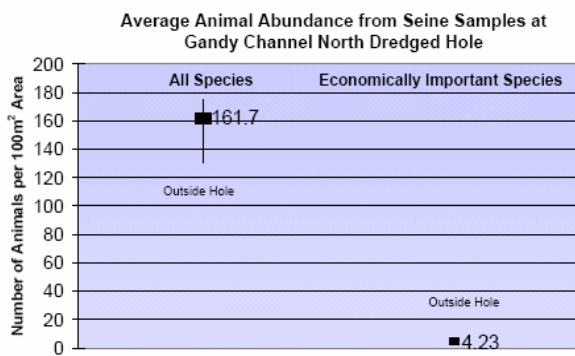 Average Animal Abundance from Seine Samples at
Gandy Channel North Dredged Hole
Number of Animals per 100m² Area
200
180
160
140
120
100
80
60
40
20
0
All Species
Economically Important Species
161.7
Outside Hole
Outside Hole
4.23